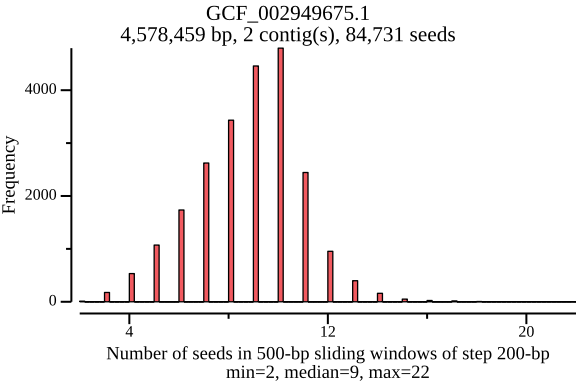 GCF_002949675.1
4,578,459 bp, 2 contig(s), 84,731 seeds
4000
2000
0
Frequency
4 12 20
Number of seeds in 500-bp sliding windows of step 200-bp
min=2, median=9, max=22